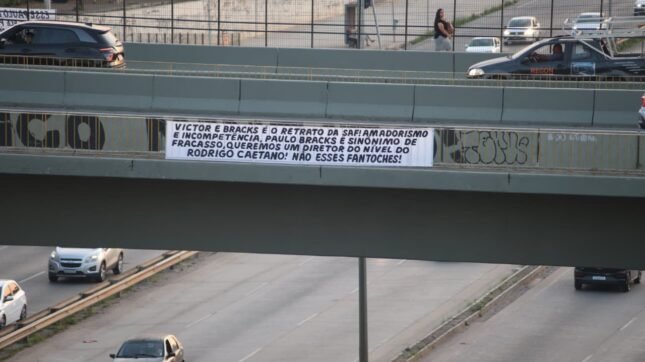 VICTOR E BRACKS É O RETRATO DA SAF! AMADORISMO
E INCOMPETÊNCIA, PAULO BRACKS É SINÔNIMO DE
FRACASSO, QUEREMOS UM DIRETOR DO NÍVEL DO
RODRIGO CAETANO! NÃO ESSES FANTOCHES!